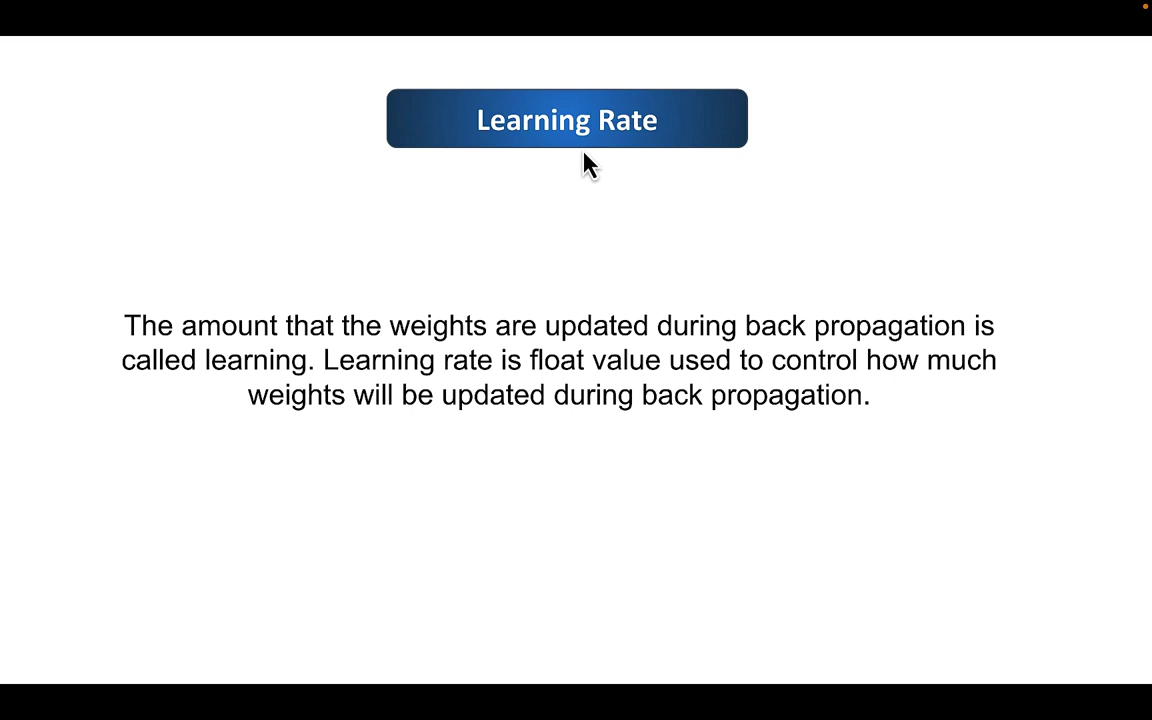 Learning Rate
The amount that the weights are updated during back propagation is
called learning. Learning rate is float value used to control how much
weights will be updated during back propagation.